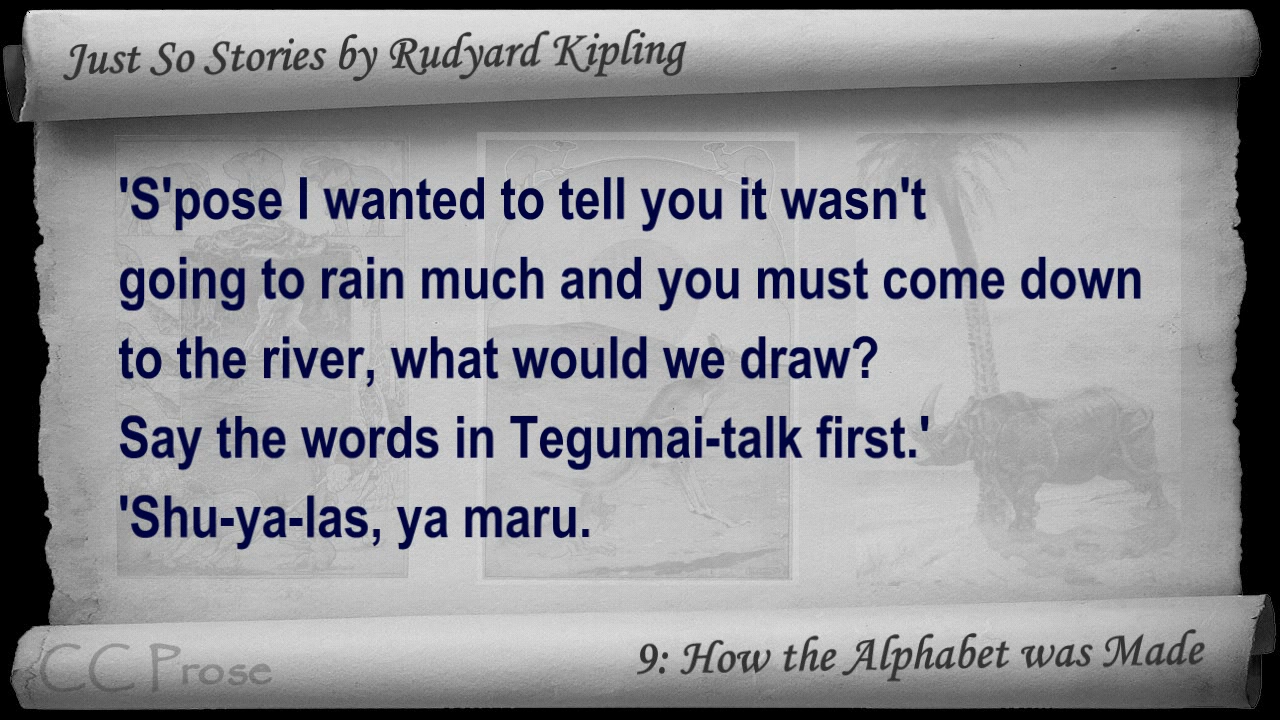 Just So Stories by Rudyard Kipling
'S'pose I wanted to tell you it wasn't
going to rain much and you must come down
to the river, what would we draw?
Say the words in Tegumai-talk first.'
'Shu-ya-las, ya maru.
CC Prose
9: How the Alphabet was Made